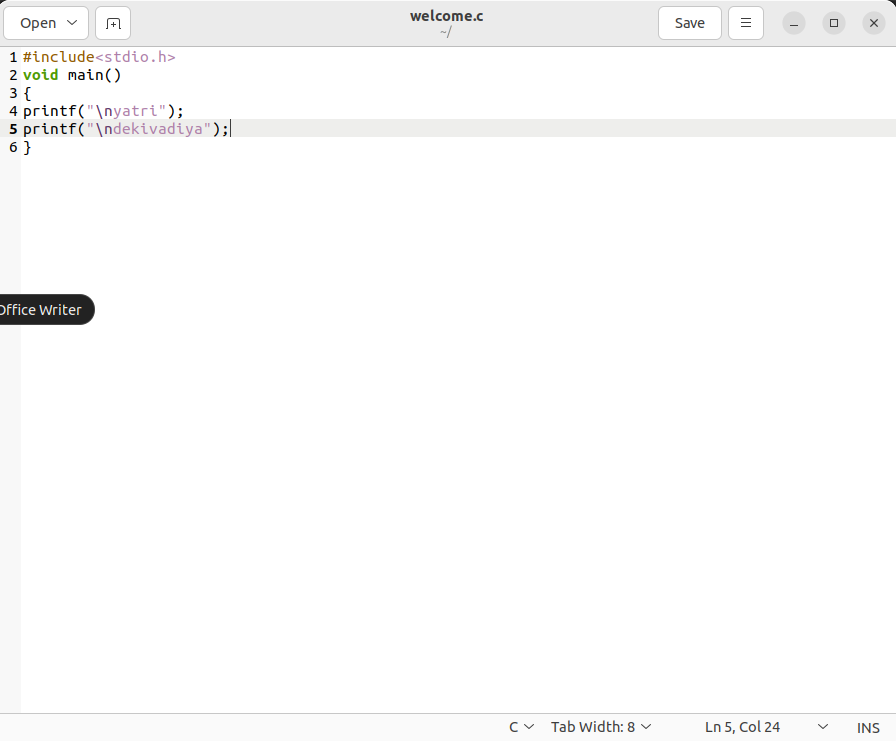 Open
welcome.c
~/
Save
1 #include<stdio.h>
2 void main()
3 {
4 printf("\nyatri");
5 printf("\ndekivadiya");
6 }
Office Writer
C
Tab Width: 8
Ln 5, Col 24
INS